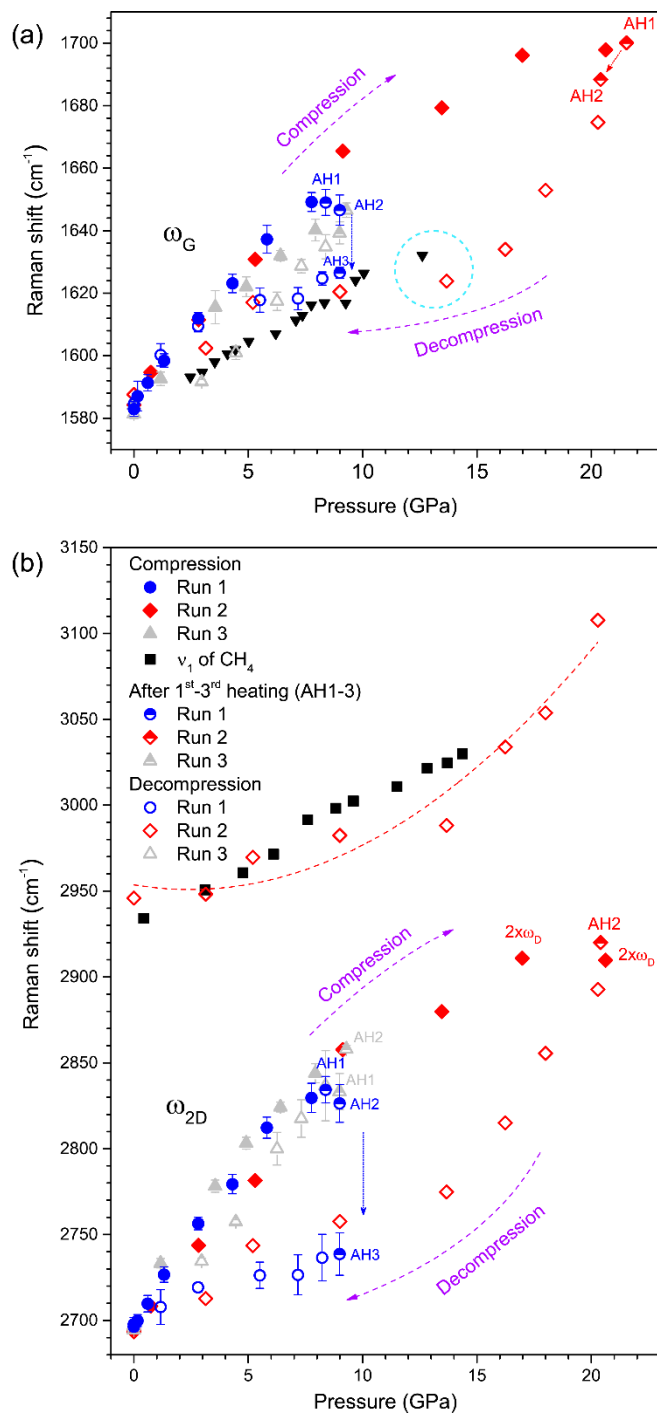 (a)
1700
1680
1660
1640
1620
1600
1580
Raman shift (cm⁻¹)
AH1
AH2
Compression
AH1
AH2
AH3
ω_G
Decompression
0 5 10 15 20
Pressure (GPa)
(b)
3150
3100
3050
3000
2950
2900
2850
2800
2750
2700
Raman shift (cm⁻¹)
Compression
Run 1
Run 2
Run 3
ν₁ of CH₄
After 1ˢᵗ-3ʳᵈ heating (AH1-3)
Run 1
Run 2
Run 3
Decompression
Run 1
Run 2
Run 3
Compression
2xω_D
AH2
2xω_D
AH2
AH1
AH1
AH2
ω_2D
AH3
Decompression
0 5 10 15 20
Pressure (GPa)